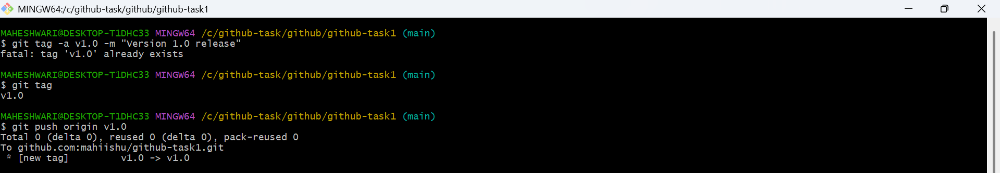 MINGW64:/c/github-task/github/github-task1
MAHESHWARI@DESKTOP-T1DHC33 MINGW64 /c/github-task/github/github-task1 (main)
$ git tag -a v1.0 -m "Version 1.0 release"
fatal: tag 'v1.0' already exists
MAHESHWARI@DESKTOP-T1DHC33 MINGW64 /c/github-task/github/github-task1 (main)
$ git tag
v1.0
MAHESHWARI@DESKTOP-T1DHC33 MINGW64 /c/github-task/github/github-task1 (main)
$ git push origin v1.0
Total 0 (delta 0), reused 0 (delta 0), pack-reused 0
To github.com:mahiishu/github-task1.git
 * [new tag]         v1.0 -> v1.0